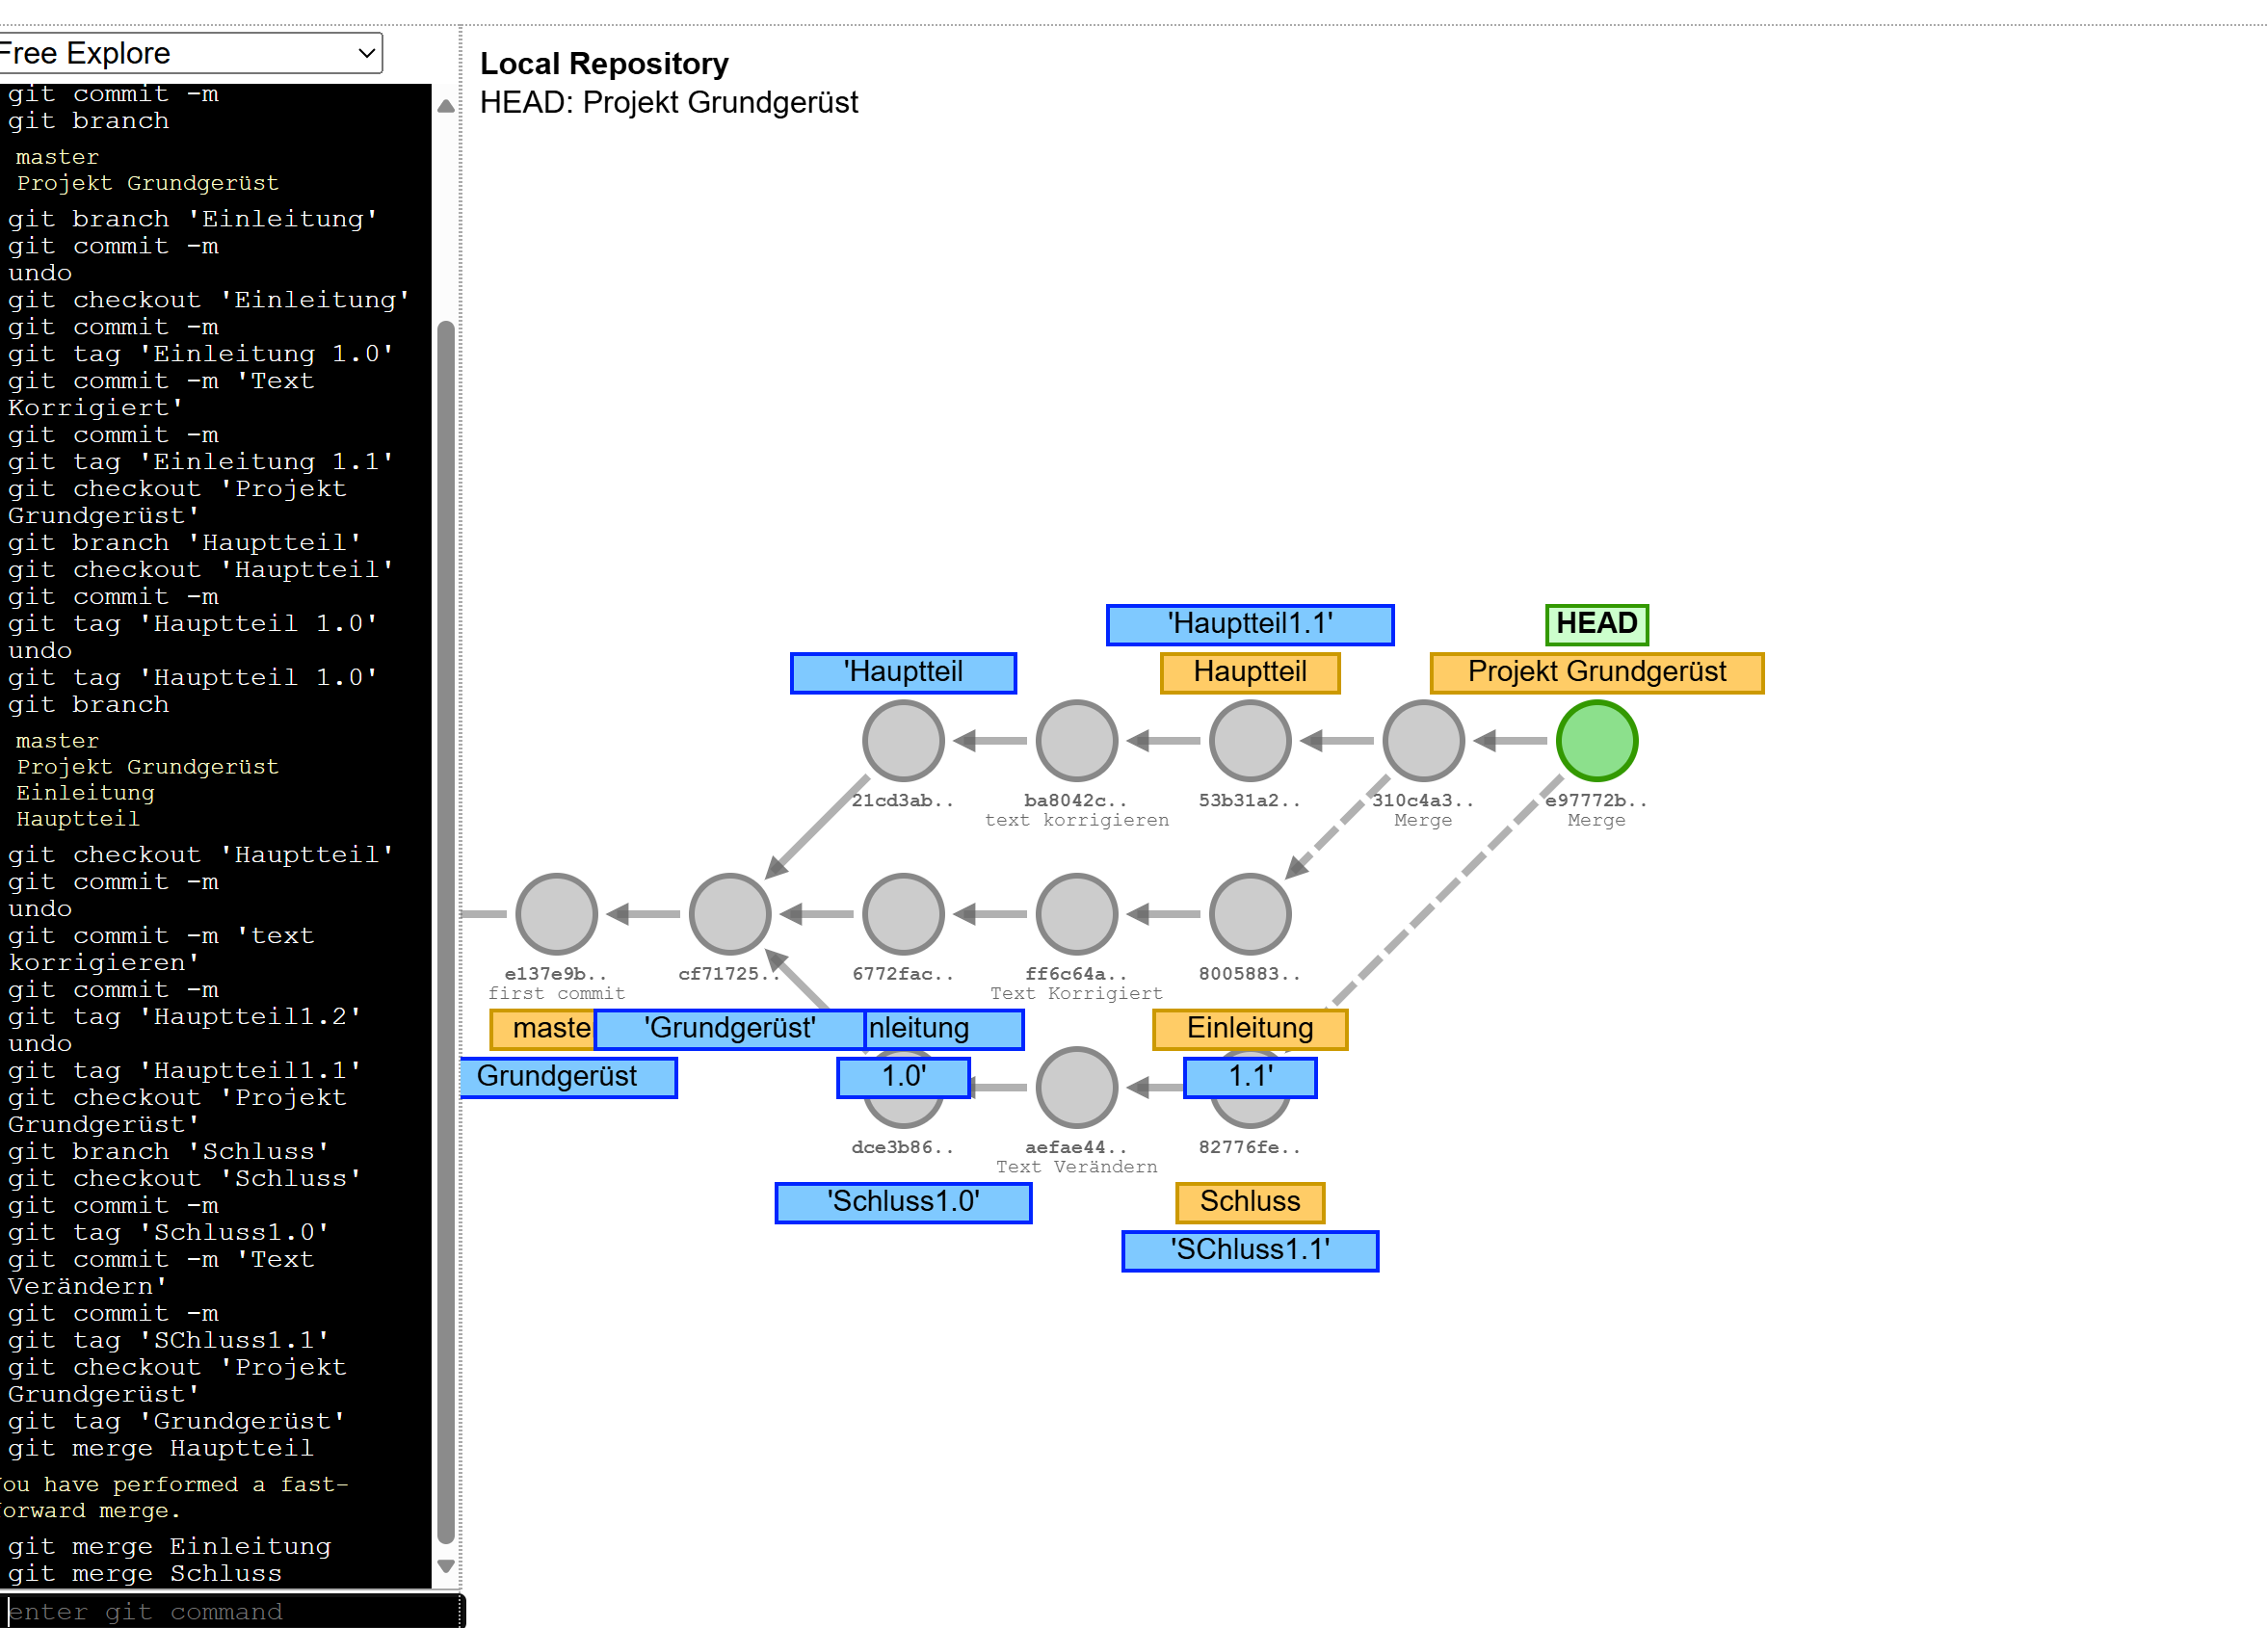 Free Explore
git commit -m
git branch
master
Projekt Grundgerüst
git branch 'Einleitung'
git commit -m
undo
git checkout 'Einleitung'
git commit -m
git tag 'Einleitung 1.0'
git commit -m 'Text
Korrigiert'
git commit -m
git tag 'Einleitung 1.1'
git checkout 'Projekt
Grundgerüst'
git branch 'Hauptteil'
git checkout 'Hauptteil'
git commit -m
git tag 'Hauptteil 1.0'
undo
git tag 'Hauptteil 1.0'
git branch
master
Projekt Grundgerüst
Einleitung
Hauptteil
git checkout 'Hauptteil'
git commit -m
undo
git commit -m 'text
korrigieren'
git commit -m
git tag 'Hauptteil1.2'
undo
git tag 'Hauptteil1.1'
git checkout 'Projekt
Grundgerüst'
git branch 'Schluss'
git checkout 'Schluss'
git commit -m
git tag 'Schluss1.0'
git commit -m 'Text
Verändern'
git commit -m
git tag 'SChluss1.1'
git checkout 'Projekt
Grundgerüst'
git tag 'Grundgerüst'
git merge Hauptteil
You have performed a fast-
forward merge.
git merge Einleitung
git merge Schluss
enter git command
Local Repository
HEAD: Projekt Grundgerüst
'Hauptteil1.1'
HEAD
'Hauptteil
Hauptteil
Projekt Grundgerüst
21cd3ab..
ba8042c..
53b31a2..
310c4a3..
e97772b..
text korrigieren
Merge
Merge
e137e9b..
cf71725..
6772fac..
ff6c64a..
8005883..
first commit
Text Korrigiert
maste
'Grundgerüst'
nleitung
Einleitung
Grundgerüst
1.0'
1.1'
dce3b86..
aefae44..
82776fe..
Text Verändern
'Schluss1.0'
Schluss
'SChluss1.1'